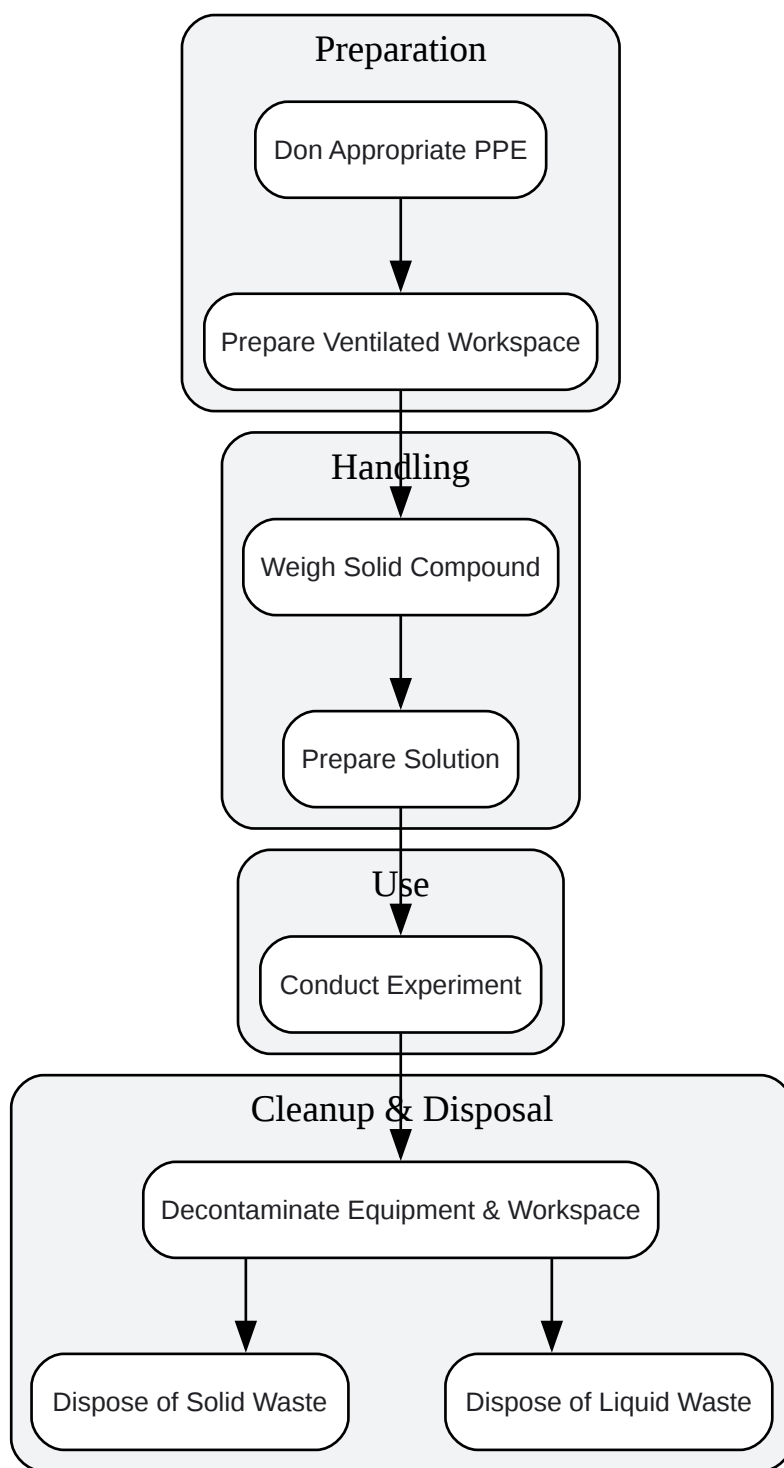 Preparation
Don Appropriate PPE
Prepare Ventilated Workspace
Handling
Weigh Solid Compound
Prepare Solution
Use
Conduct Experiment
Cleanup & Disposal
Decontaminate Equipment & Workspace
Dispose of Solid Waste
Dispose of Liquid Waste